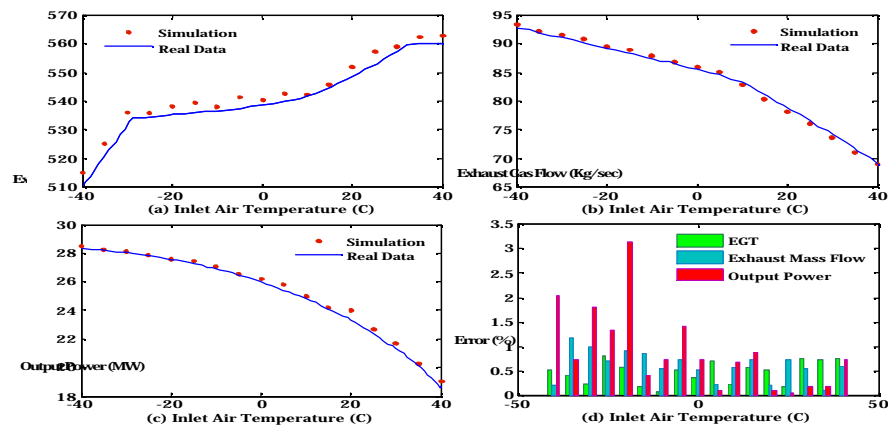 570
560
550
540
530
520
510
Simulation
Real Data
-40
-20
0
20
40
(a) Inlet Air Temperature (C)
95
90
85
80
75
70
65
Simulation
Real Data
Exhaust Gas Flow (Kg/sec)
-40
-20
0
20
40
(b) Inlet Air Temperature (C)
28
26
24
22
18
Simulation
Real Data
Output Power (MW)
-40
-20
0
20
40
(c) Inlet Air Temperature (C)
3.5
3
2.5
2
1.5
1
0.5
0
EGT
Exhaust Mass Flow
Output Power
Error (%)
-50
0
50
(d) Inlet Air Temperature (C)